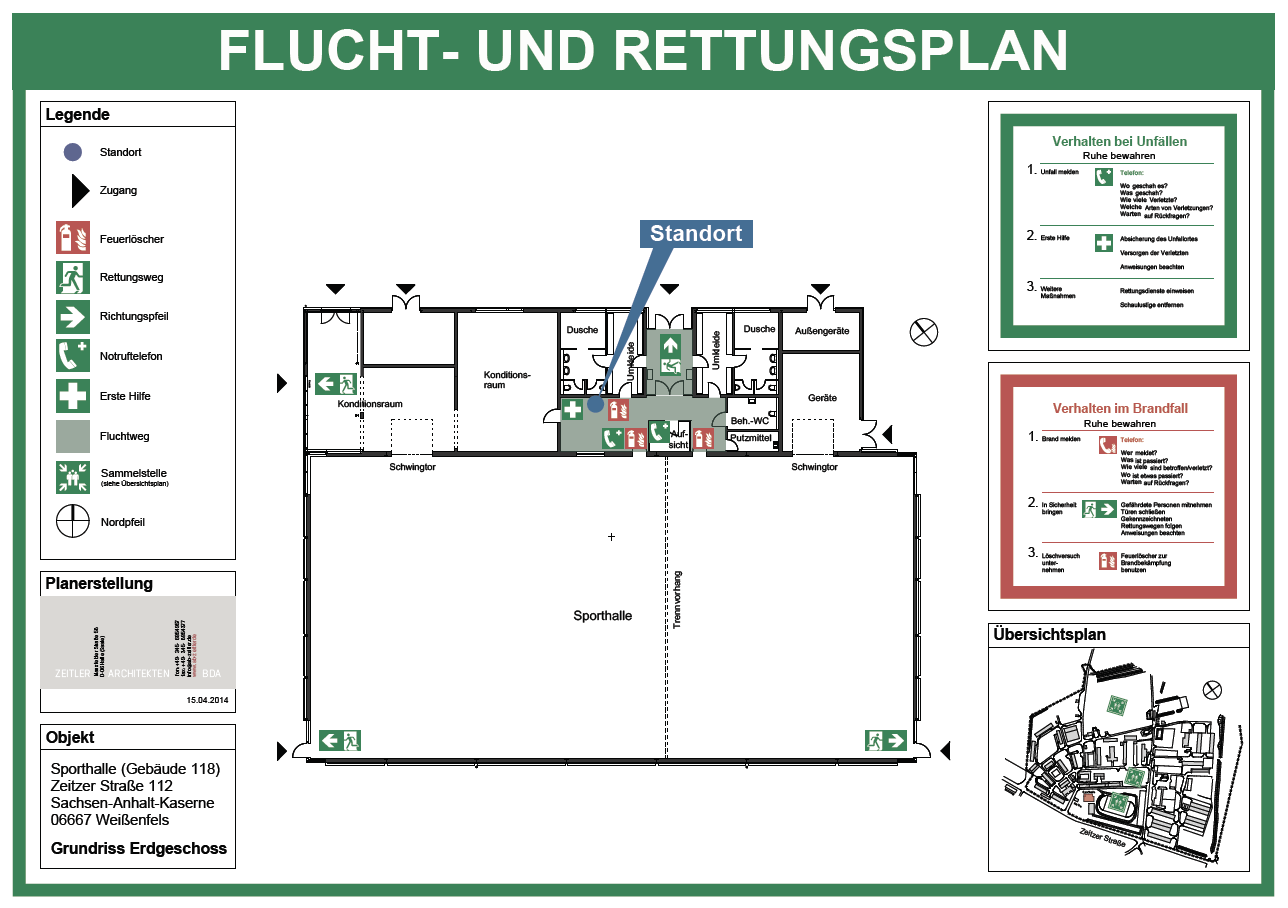 FLUCHT- UND RETTUNGSPLAN
Legende
Standort
Zugang
Feuerlöscher
Rettungsweg
Richtungspfeil
Notruftelefon
Erste Hilfe
Fluchtweg
Sammelstelle
(siehe Übersichtsplan)
Nordpfeil
Planerstellung
ZEITLER ARCHITEKTEN BDA
15.04.2014
Objekt
Sporthalle (Gebäude 118)
Zeitzer Straße 112
Sachsen-Anhalt-Kaserne
06667 Weißenfels
Grundriss Erdgeschoss
Standort
Dusche
Umkleide
Umkleide
Dusche
Außengeräte
Konditions-
raum
Konditionsraum
Geräte
Beh.-WC
Auf-
sicht
Putzmittel
Schwingtor
Schwingtor
Sporthalle
Trennvorhang
Verhalten bei Unfällen
Ruhe bewahren
1. Unfall melden
Telefon:
Wo geschah es?
Was geschah?
Wie viele Verletzte?
Welche Arten von Verletzungen?
Warten auf Rückfragen?
2. Erste Hilfe
Absicherung des Unfallortes
Versorgen der Verletzten
Anweisungen beachten
3. Weitere
Maßnahmen
Rettungsdienste einweisen
Schaulustige entfernen
Verhalten im Brandfall
Ruhe bewahren
1. Brand melden
Telefon:
Wer meldet?
Was ist passiert?
Wie viele sind betroffen/verletzt?
Wo ist etwas passiert?
Warten auf Rückfragen?
2. In Sicherheit
bringen
Gefährdete Personen mitnehmen
Türen schließen
Gekennzeichneten
Rettungswegen folgen
Anweisungen beachten
3. Löschversuch
unter-
nehmen
Feuerlöscher zur
Brandbekämpfung
benutzen
Übersichtsplan
Zeitzer Straße